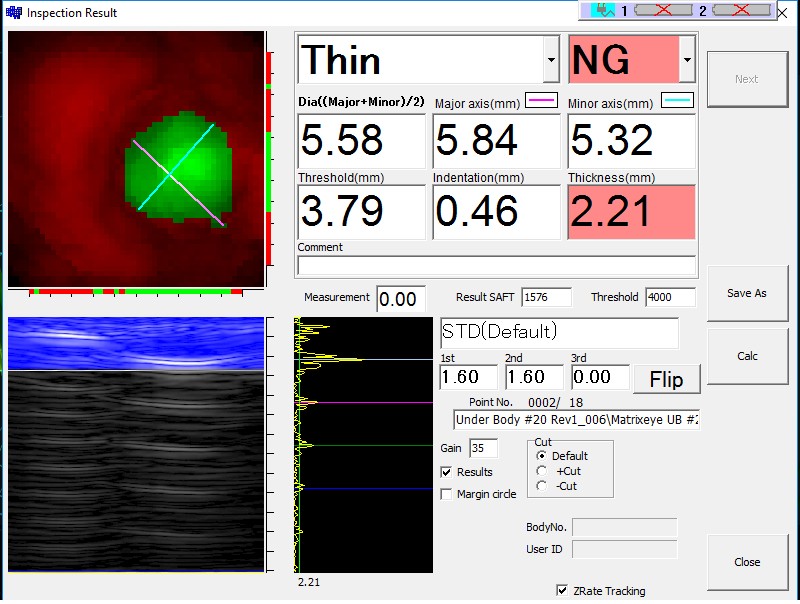 Inspection Result
1 2
Thin NG
Next
Dia((Major+Minor)/2) Major axis(mm) Minor axis(mm)
5.58 5.84 5.32
Threshold(mm) Indentation(mm) Thickness(mm)
3.79 0.46 2.21
Comment
Measurement 0.00 Result SAFT 1576 Threshold 4000
Save As
STD(Default)
Calc
1st 2nd 3rd
1.60 1.60 0.00 Flip
Point No. 0002/ 18
Under Body #20 Rev1_006\Matrixeye UB #2
Gain 35
Cut
Default
Results
+Cut
Margin circle
-Cut
BodyNo.
User ID
Close
2.21
ZRate Tracking